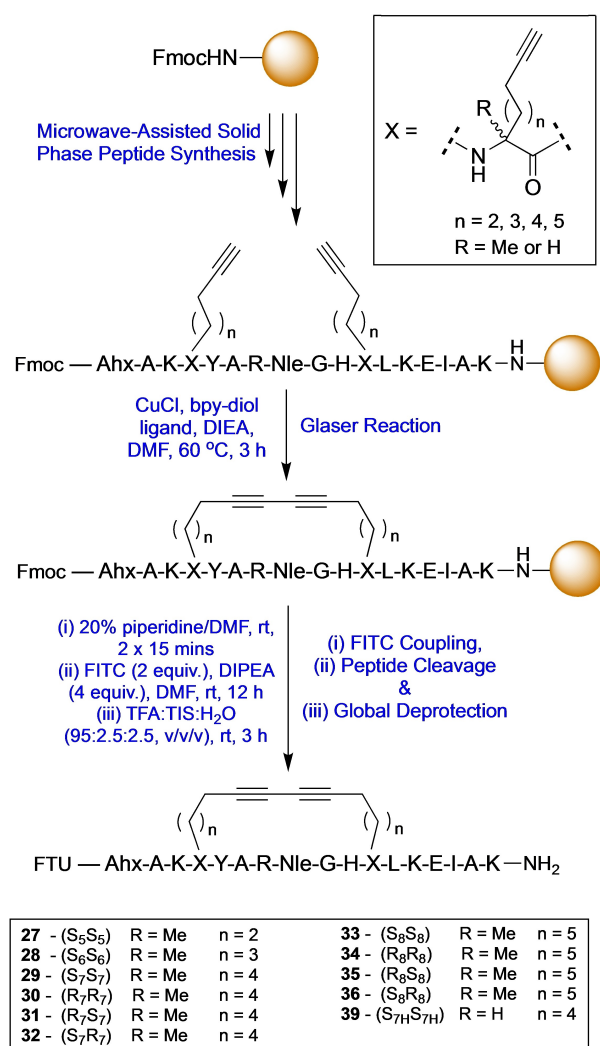 FmocHN
Microwave-Assisted Solid
Phase Peptide Synthesis
X =
R
( )n
N
H
O
n = 2, 3, 4, 5
R = Me or H
( )n
( )n
Fmoc — Ahx-A-K-X-Y-A-R-Nle-G-H-X-L-K-E-I-A-K-N
H
CuCl, bpy-diol
ligand, DIEA,
DMF, 60 °C, 3 h
Glaser Reaction
( )n
( )n
Fmoc — Ahx-A-K-X-Y-A-R-Nle-G-H-X-L-K-E-I-A-K-N
H
(i) 20% piperidine/DMF, rt,
2 x 15 mins
(ii) FITC (2 equiv.), DIPEA
(4 equiv.), DMF, rt, 12 h
(iii) TFA:TIS:H₂O
(95:2.5:2.5, v/v/v), rt, 3 h
(i) FITC Coupling,
(ii) Peptide Cleavage
&
(iii) Global Deprotection
( )n
( )n
FTU — Ahx-A-K-X-Y-A-R-Nle-G-H-X-L-K-E-I-A-K—NH₂
27 - (S₅S₅) R = Me n = 2
28 - (S₆S₆) R = Me n = 3
29 - (S₇S₇) R = Me n = 4
30 - (R₇R₇) R = Me n = 4
31 - (R₇S₇) R = Me n = 4
32 - (S₇R₇) R = Me n = 4
33 - (S₈S₈) R = Me n = 5
34 - (R₈R₈) R = Me n = 5
35 - (R₈S₈) R = Me n = 5
36 - (S₈R₈) R = Me n = 5
39 - (S₇HS₇H) R = H n = 4